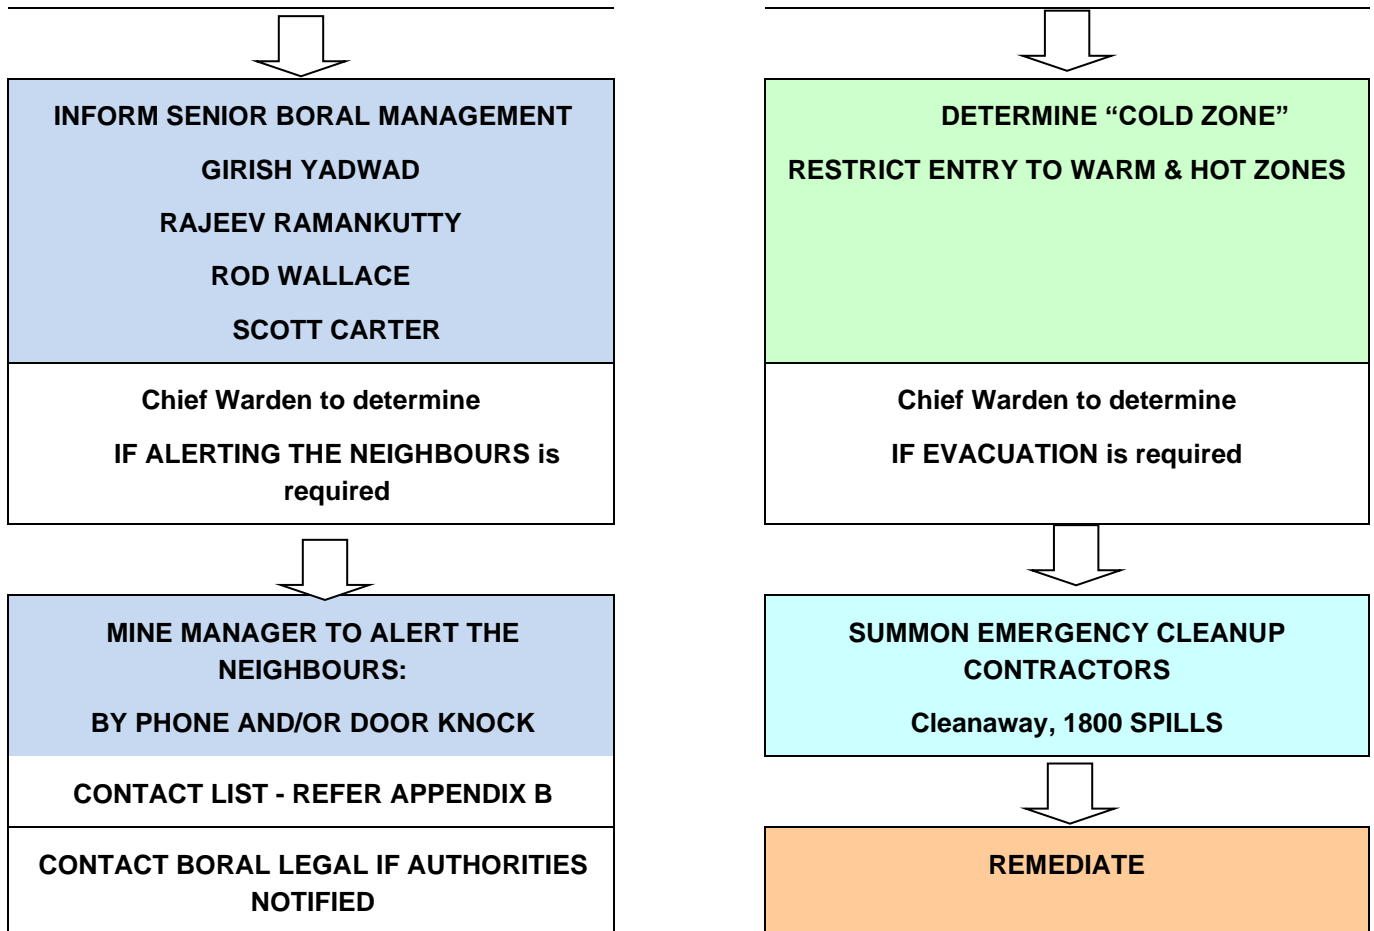 INFORM SENIOR BORAL MANAGEMENT
GIRISH YADWAD
RAJEEV RAMANKUTTY
ROD WALLACE
SCOTT CARTER
Chief Warden to determine
IF ALERTING THE NEIGHBOURS is
required
MINE MANAGER TO ALERT THE
NEIGHBOURS:
BY PHONE AND/OR DOOR KNOCK
CONTACT LIST - REFER APPENDIX B
CONTACT BORAL LEGAL IF AUTHORITIES
NOTIFIED
DETERMINE “COLD ZONE”
RESTRICT ENTRY TO WARM & HOT ZONES
Chief Warden to determine
IF EVACUATION is required
SUMMON EMERGENCY CLEANUP
CONTRACTORS
Cleanaway, 1800 SPILLS
REMEDIATE